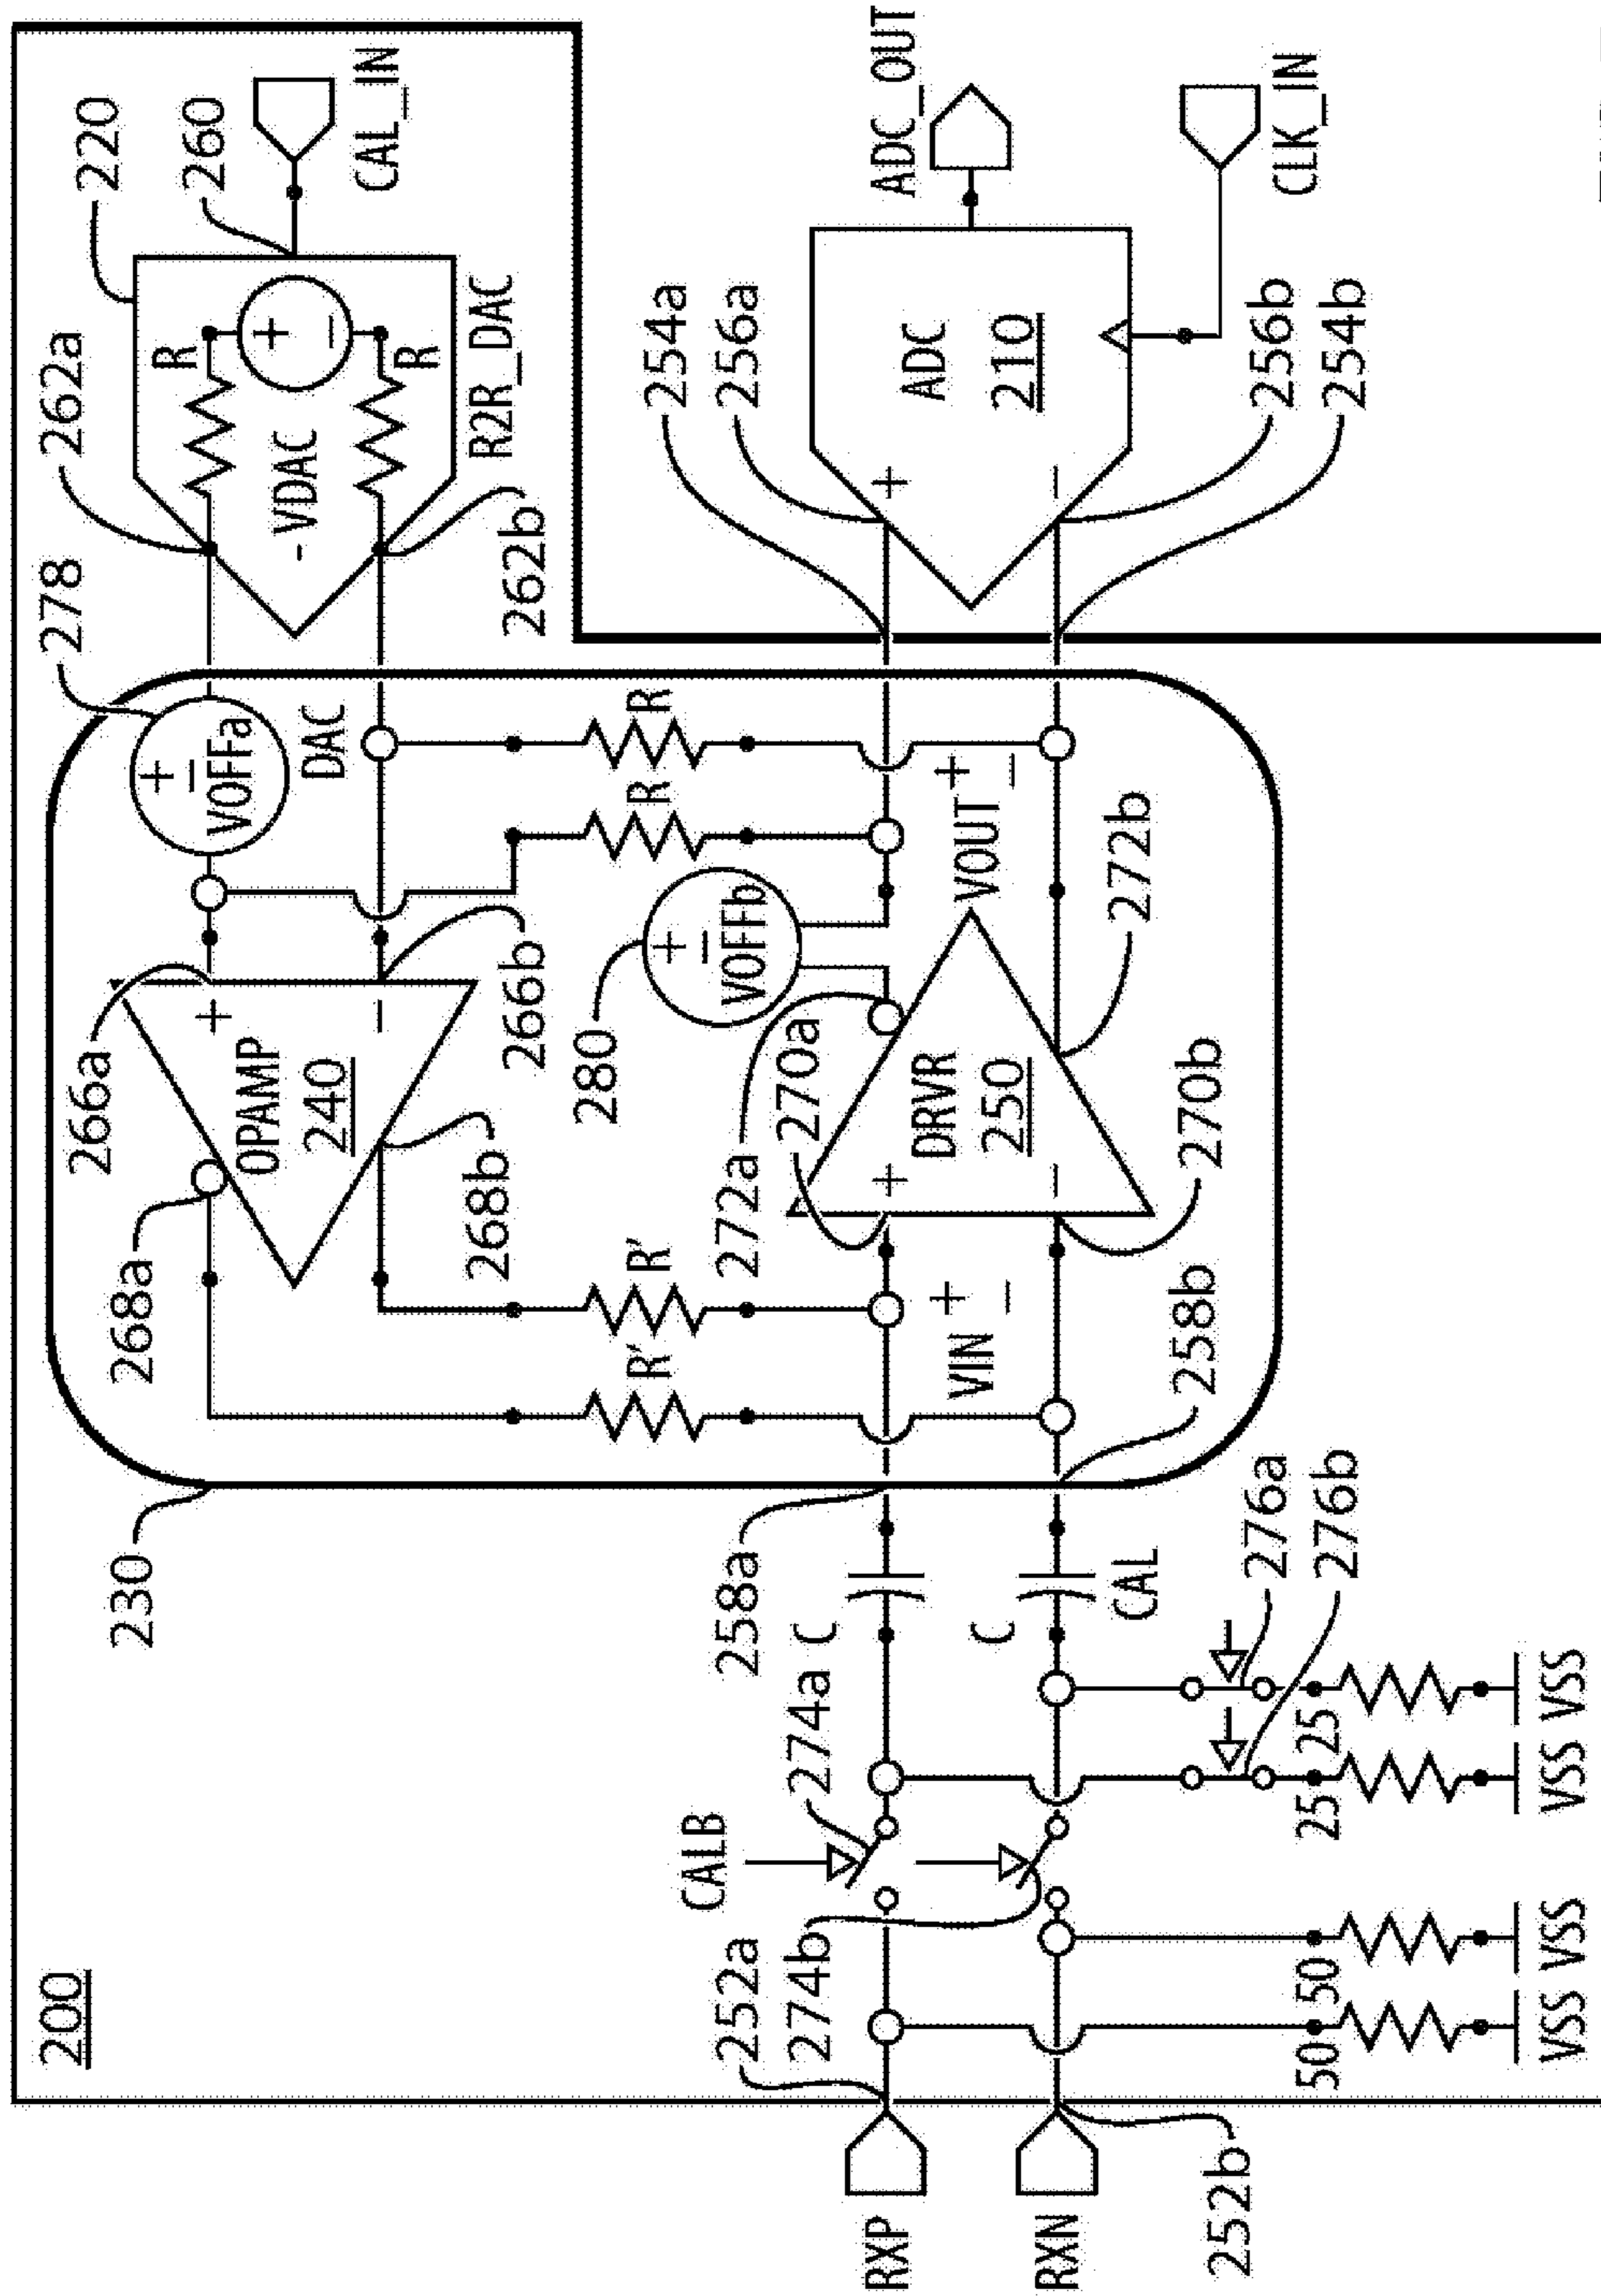 200
220
260
CAL_IN
262a
278
R
+
−
R
-VDAC
R2R_DAC
262b
+
−
VOFFa
DAC
266a
+
−
OPAMP
240
266b
268a
268b
230
R
R
R'
R'
280
+
−
VOFFb
272a
270a
254a
256a
ADC_OUT
ADC
210
+
−
CLK_IN
256b
254b
VOUT
+
−
272b
+
−
DRVR
250
270b
VIN
+
−
258a
258b
C
C
CAL
274a
CALB
274b
276a
276b
252a
252b
RXP
RXN
50
50
25
25
VSS
VSS
VSS
VSS